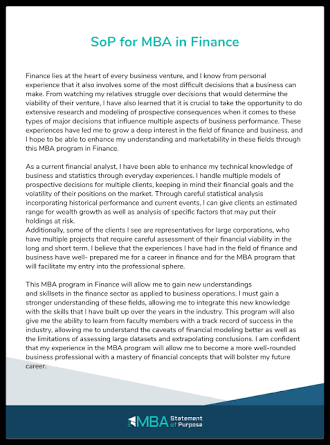 SoP for MBA in Finance
Finance lies at the heart of every business venture, and I know from personal
experience that it also involves some of the most difficult decisions that a business can
make. From watching my relatives struggle over decisions that would determine the
viability of their venture, I have also learned that it is crucial to take the opportunity to do
extensive research and modeling of prospective consequences when it comes to these
types of major decisions that influence multiple aspects of business performance. These
experiences have led me to grow a deep interest in the field of finance and business, and
I hope to be able to enhance my understanding and marketability in these fields through
this MBA program in Finance.
As a current financial analyst, I have been able to enhance my technical knowledge of
business and statistics through everyday experiences. I handle multiple models of
prospective decisions for multiple clients, keeping in mind their financial goals and the
volatility of their positions on the market. Through careful statistical analysis
incorporating historical performance and current events, I can give clients an estimated
range for wealth growth as well as analysis of specific factors that may put their
holdings at risk.
Additionally, some of the clients I see are representatives for large corporations, who
have multiple projects that require careful assessment of their financial viability in the
long and short term. I believe that the experiences I have had in the field of finance and
business have well- prepared me for a career in finance and for the MBA program that
will facilitate my entry into the professional sphere.
This MBA program in Finance will allow me to gain new understandings
and skillsets in the finance sector as applied to business operations. I must gain a
stronger understanding of these fields, allowing me to integrate this new knowledge
with the skills that I have built up over the years in the industry. This program will also
give me the ability to learn from faculty members with a track record of success in the
industry, allowing me to understand the caveats of financial modeling better as well as
the limitations of assessing large datasets and extrapolating conclusions. I am confident
that my experience in the MBA program will allow me to become a more well-rounded
business professional with a mastery of financial concepts that will bolster my future
career.
MBA Statement
of Purpose